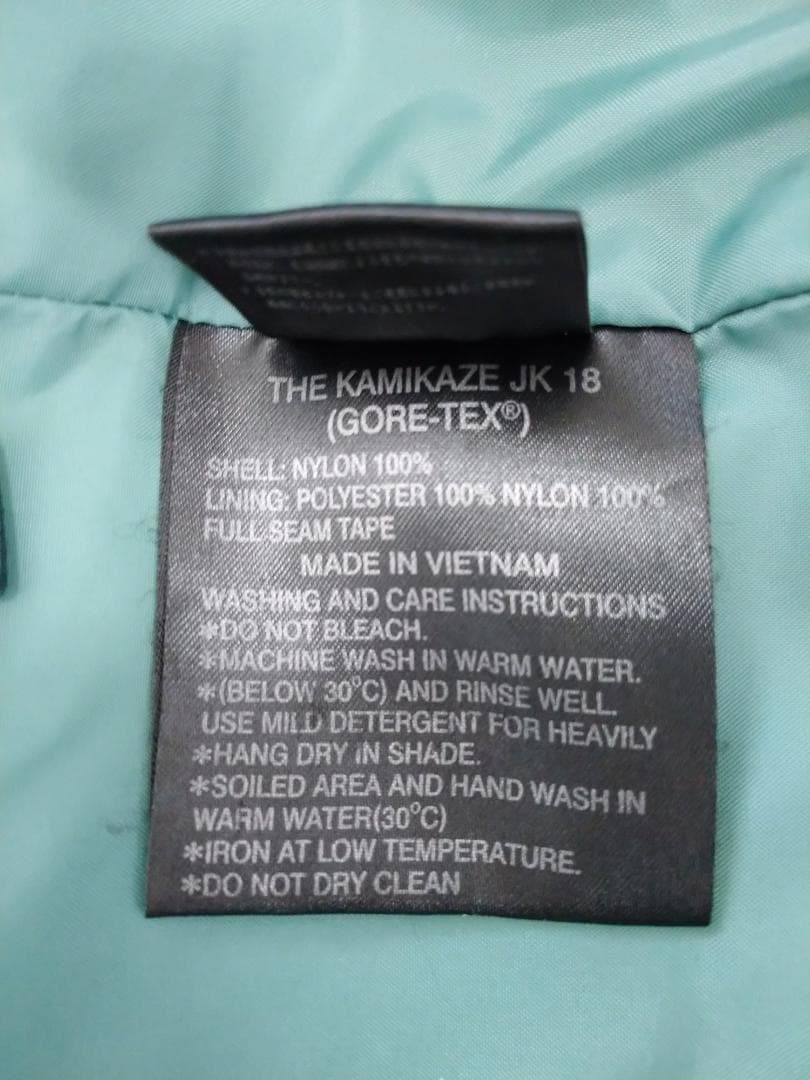 THE KAMIKAZE JK 18
(GORE-TEX®)
SHELL: NYLON 100%
LINING: POLYESTER 100% NYLON 100%
FULL SEAM TAPE
MADE IN VIETNAM
WASHING AND CARE INSTRUCTIONS
*DO NOT BLEACH.
*MACHINE WASH IN WARM WATER.
*(BELOW 30°C) AND RINSE WELL.
USE MILD DETERGENT FOR HEAVILY
*HANG DRY IN SHADE.
*SOILED AREA AND HAND WASH IN
WARM WATER(30°C)
*IRON AT LOW TEMPERATURE.
*DO NOT DRY CLEAN